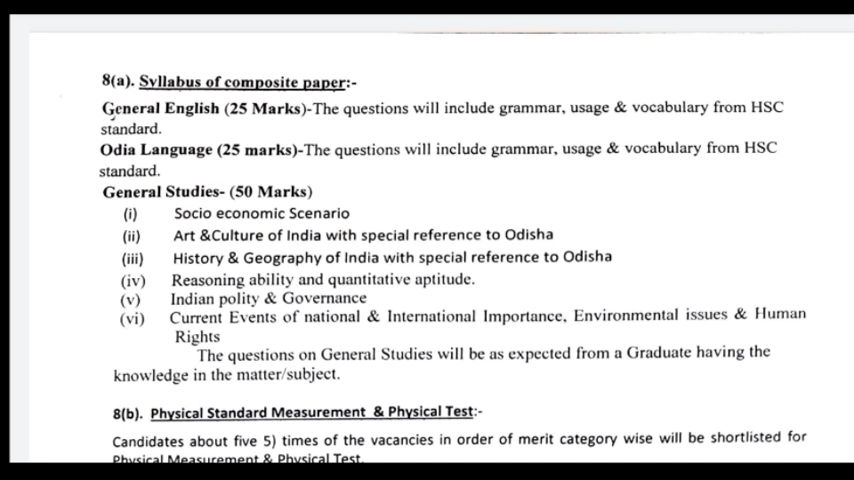 8(a). Syllabus of composite paper:-
General English (25 Marks)-The questions will include grammar, usage & vocabulary from HSC
standard.
Odia Language (25 marks)-The questions will include grammar, usage & vocabulary from HSC
standard.
General Studies- (50 Marks)
(i) Socio economic Scenario
(ii) Art &Culture of India with special reference to Odisha
(iii) History & Geography of India with special reference to Odisha
(iv) Reasoning ability and quantitative aptitude.
(v) Indian polity & Governance
(vi) Current Events of national & International Importance, Environmental issues & Human
Rights
The questions on General Studies will be as expected from a Graduate having the
knowledge in the matter/subject.
8(b). Physical Standard Measurement & Physical Test:-
Candidates about five 5) times of the vacancies in order of merit category wise will be shortlisted for
Physical Measurement & Physical Test.